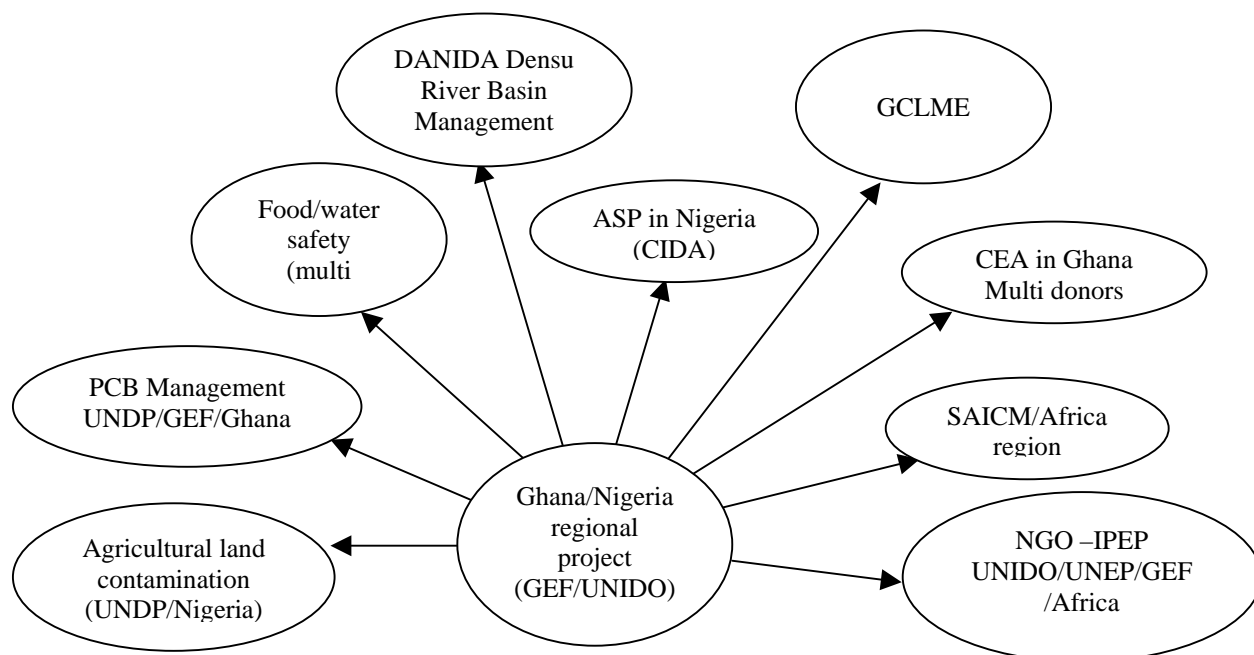 DANIDA Densu
River Basin
Management
GCLME
Food/water
safety
(multi
ASP in Nigeria
(CIDA)
CEA in Ghana
Multi donors
PCB Management
UNDP/GEF/Ghana
SAICM/Africa
region
Ghana/Nigeria
regional
project
(GEF/UNIDO)
Agricultural land
contamination
(UNDP/Nigeria)
NGO –IPEP
UNIDO/UNEP/GEF
/Africa